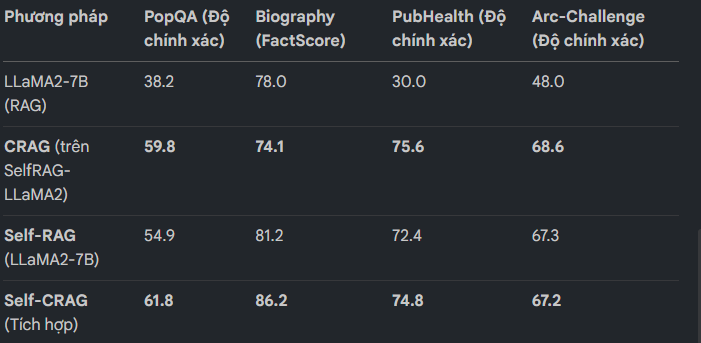 Phương pháp PopQA (Độ chính xác) Biography (FactScore) PubHealth (Độ chính xác) Arc-Challenge (Độ chính xác)
LLaMA2-7B (RAG) 38.2 78.0 30.0 48.0
CRAG (trên SelfRAG-LLaMA2) 59.8 74.1 75.6 68.6
Self-RAG (LLaMA2-7B) 54.9 81.2 72.4 67.3
Self-CRAG (Tích hợp) 61.8 86.2 74.8 67.2